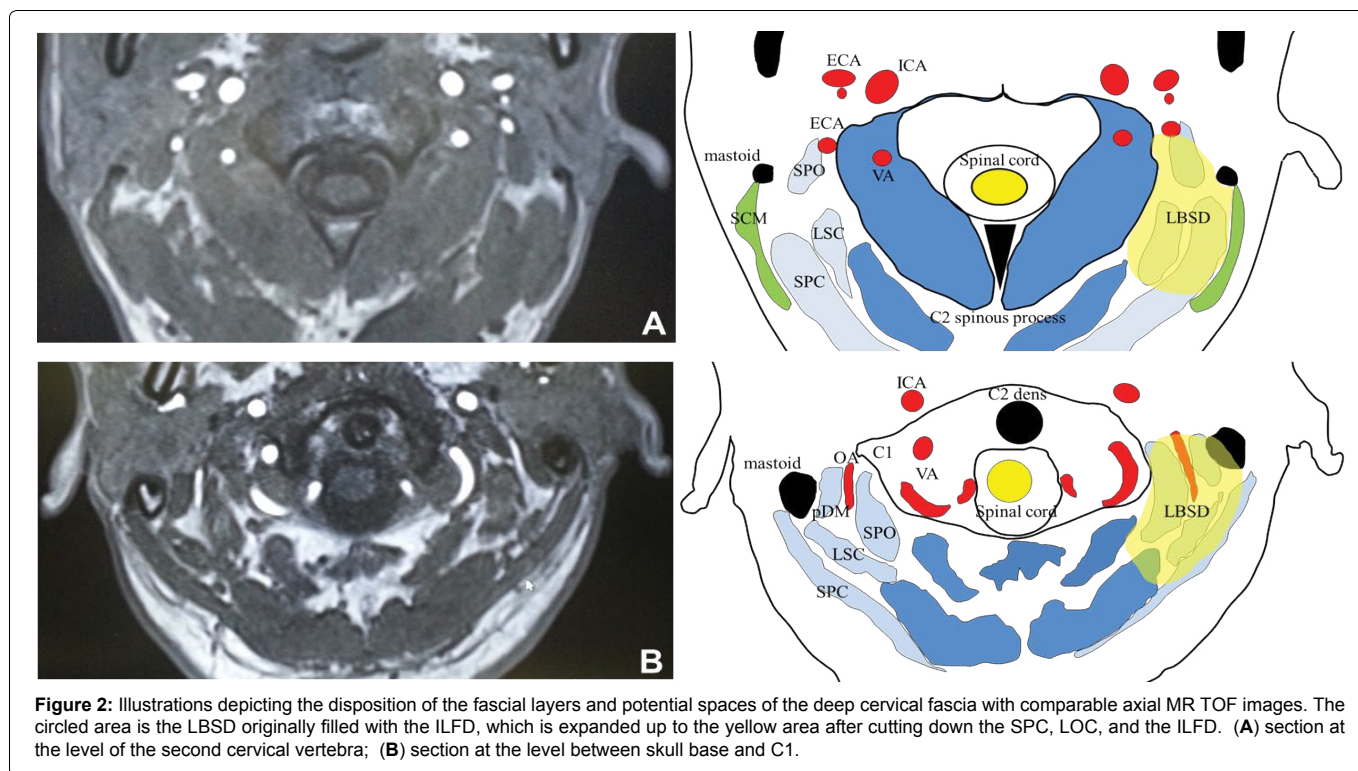 A
ECA
ICA
ECA
mastoid
SPO
VA
Spinal cord
SCM
LSC
LBSD
SPC
C2 spinous process
B
ICA
C2 dens
mastoid
OA
C1
VA
pDM
SPO
Spinal cord
LBSD
LSC
SPC
Figure 2: Illustrations depicting the disposition of the fascial layers and potential spaces of the deep cervical fascia with comparable axial MR TOF images. The
circled area is the LBSD originally filled with the ILFD, which is expanded up to the yellow area after cutting down the SPC, LOC, and the ILFD. (A) section at
the level of the second cervical vertebra; (B) section at the level between skull base and C1.